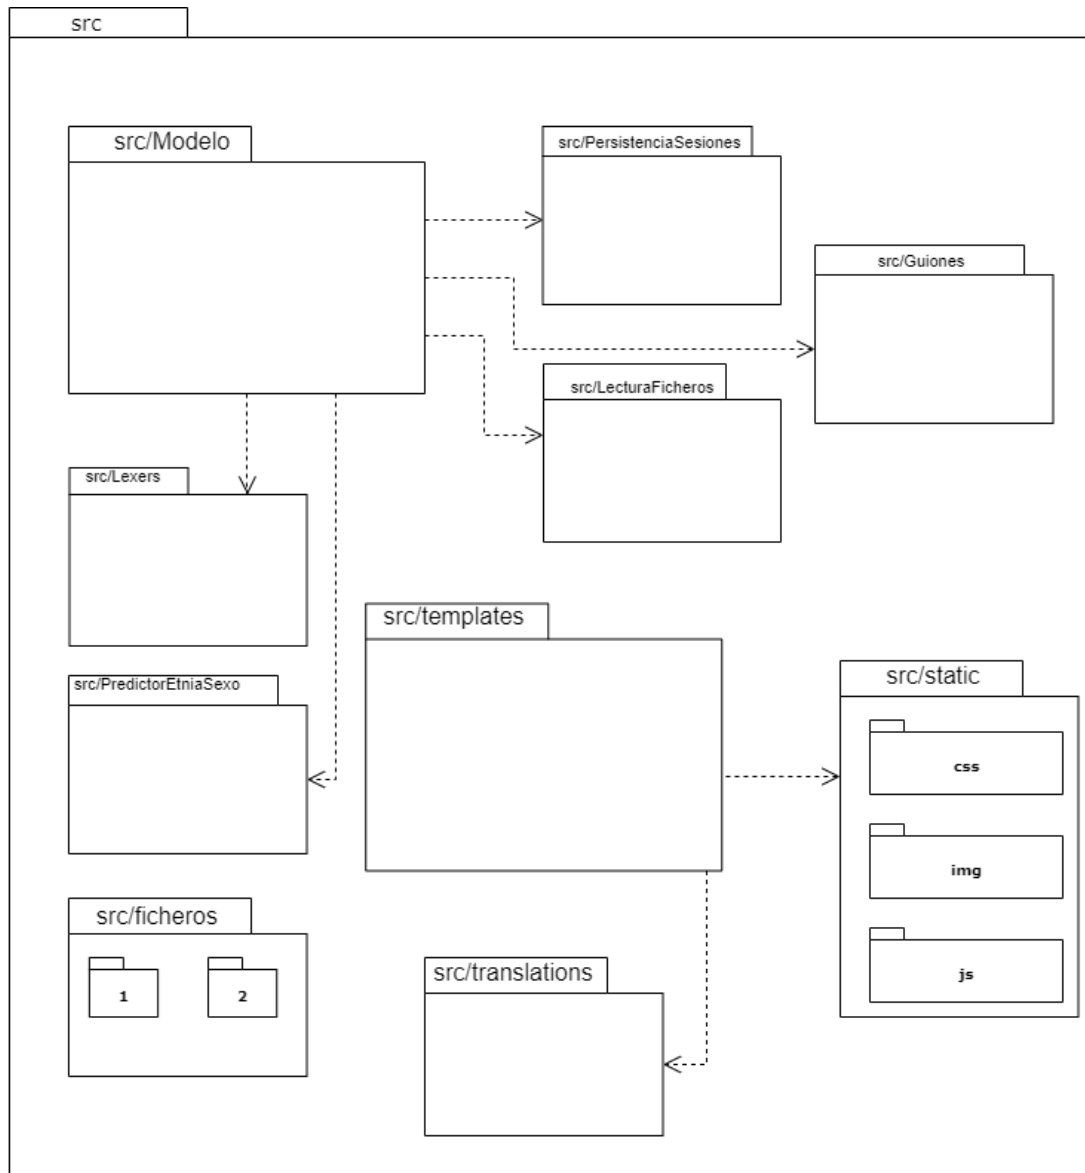 src
src/Modelo
src/PersistenciaSesiones
src/Guiones
src/LecturaFicheros
src/Lexers
src/templates
src/PredictorEtniaSexo
src/static
css
img
js
src/ficheros
1
2
src/translations